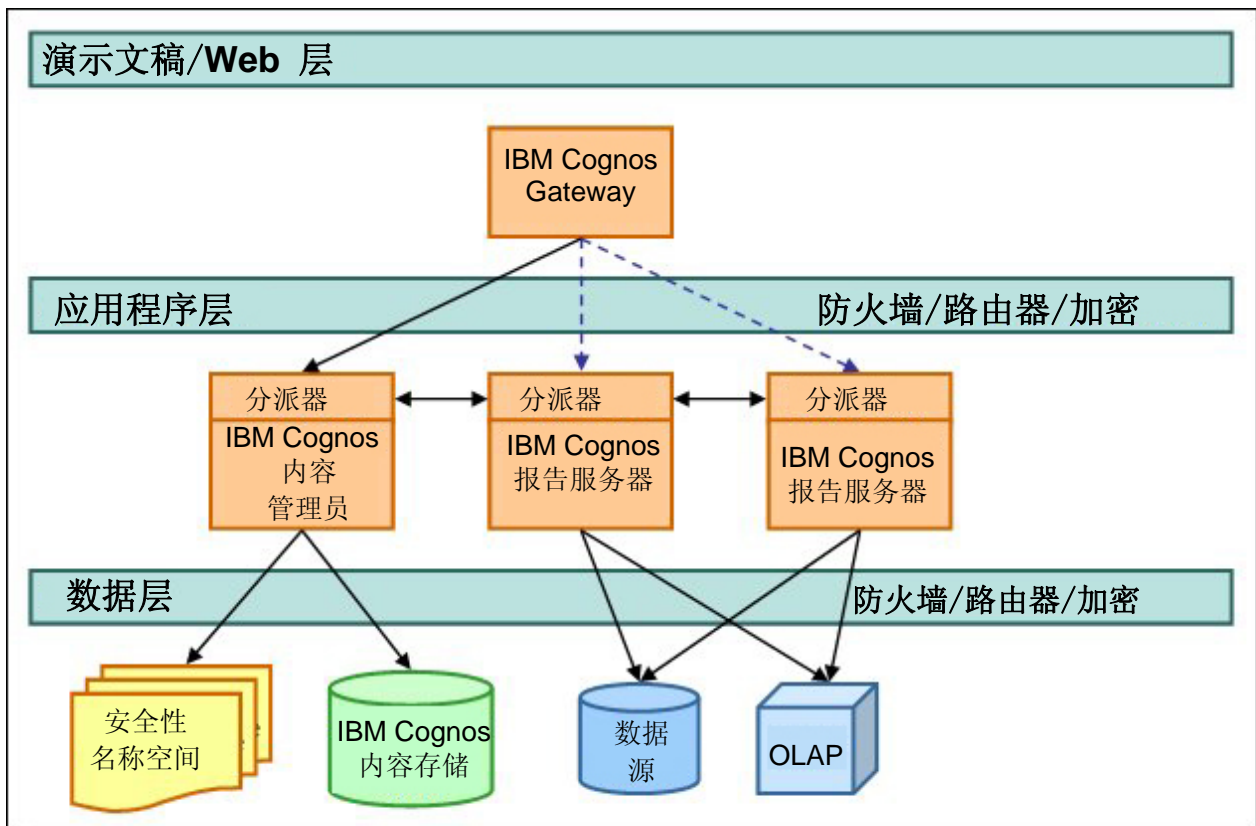 演示文稿/Web 层
IBM Cognos
Gateway
应用程序层
防火墙/路由器/加密
分派器
IBM Cognos
内容
管理员
分派器
IBM Cognos
报告服务器
分派器
IBM Cognos
报告服务器
数据层
防火墙/路由器/加密
安全性
名称空间
IBM Cognos
内容存储
数据
源
OLAP